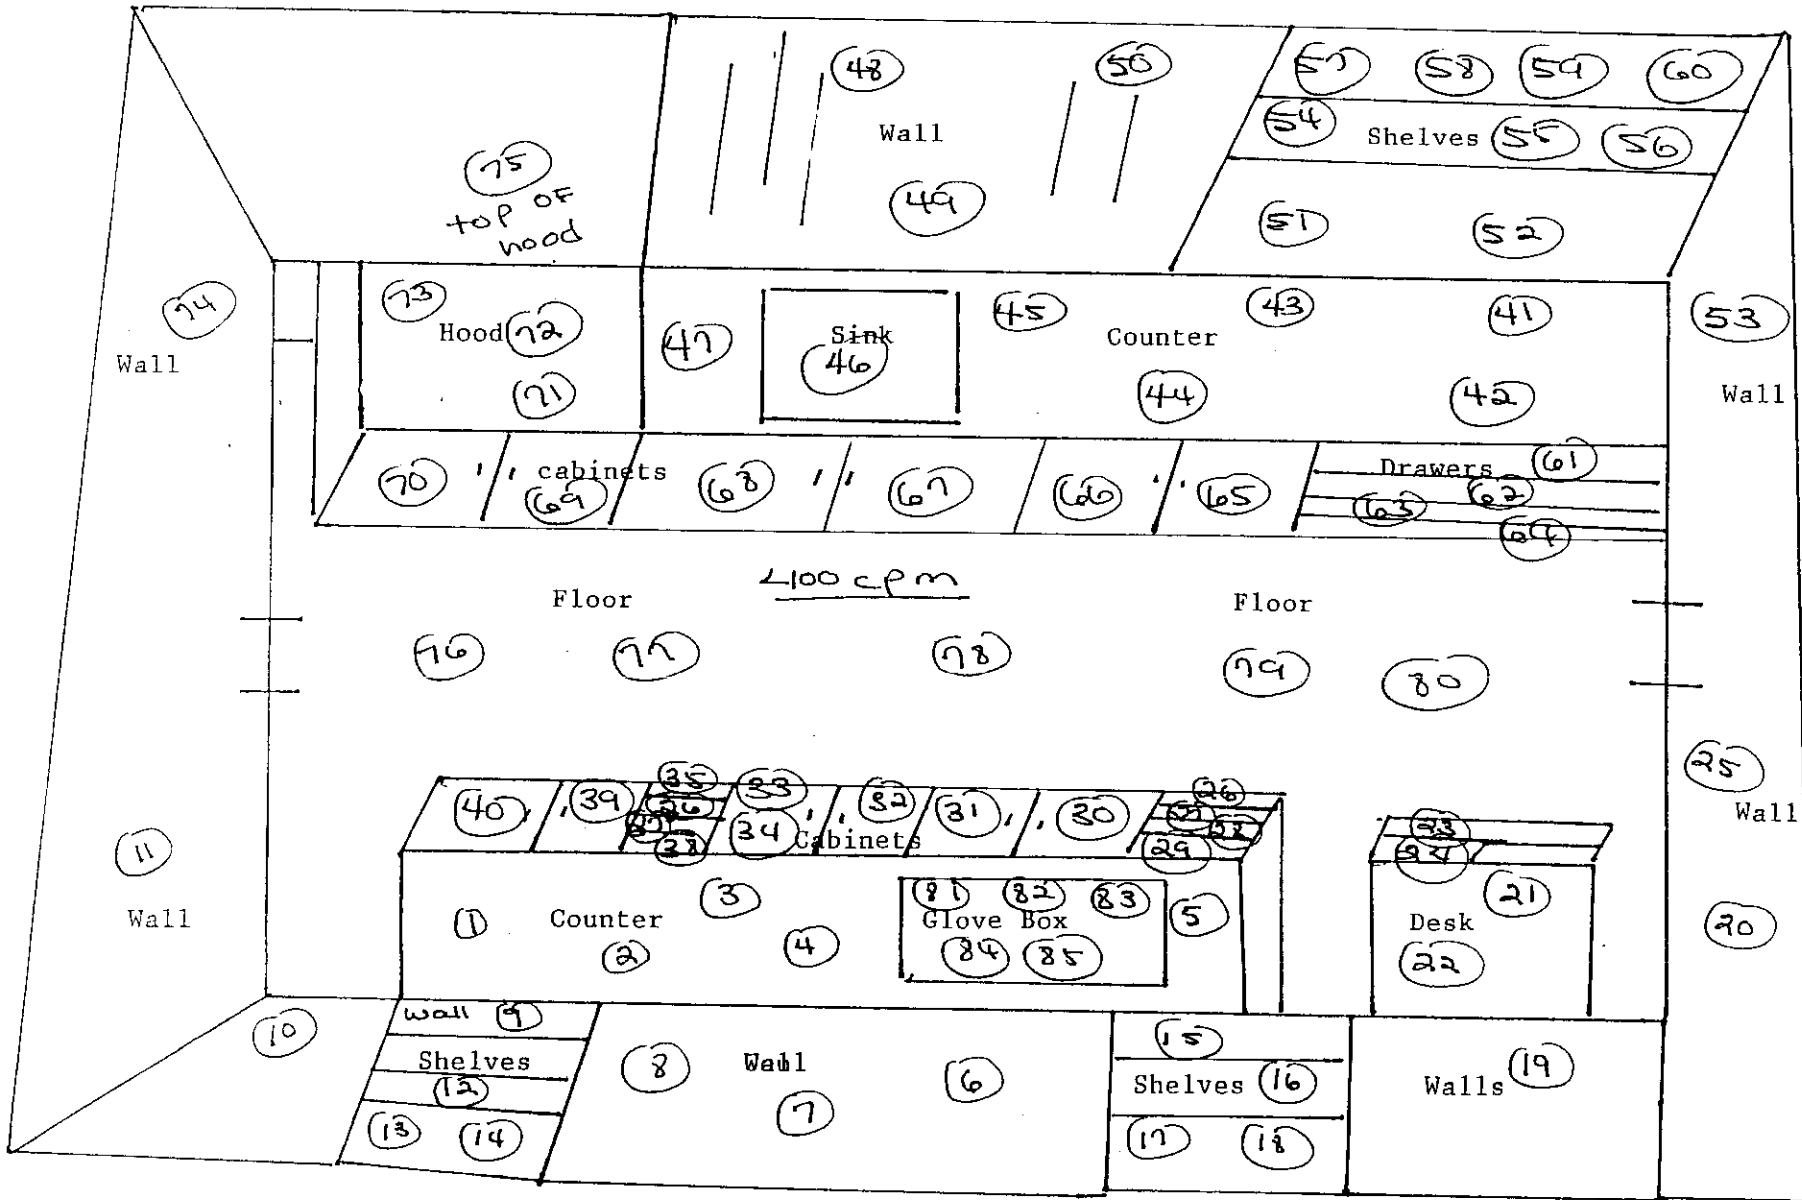 57 58 59 60
48 50
54 Shelves 55 56
Wall
75
top of
hood
49
51 52
74
73
Hood 72
71
47
Sink
46
45 43 41
Counter
44 42
53
Wall
Wall
70 cabinets 69 68 67 66 65
Drawers 61
62
63
64
<100 cpm
Floor Floor
76 77 78 79 80
25
Wall
40 39 35 33 32 31 30 26
36
37 34 28
38 Cabinets 29
23
24
11
Wall
1 Counter 3
2 4
81 82 83
Glove Box
84 85
5
21
Desk
22
20
10
Wall 9
Shelves
12
13 14
8 Wall 6
7
15
Shelves 16
17 18
Walls 19